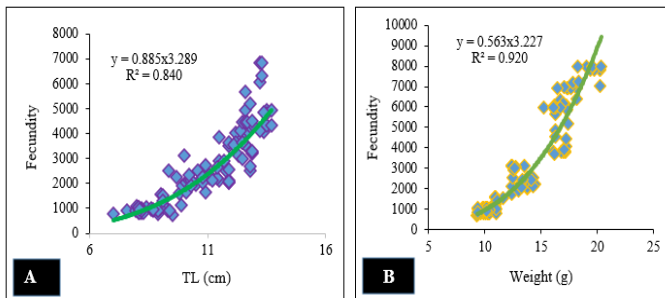 8000
7000
6000
5000
4000
3000
2000
1000
0
y = 0.885x3.289
R² = 0.840
Fecundity
6 11 16
TL (cm)
A
10000
9000
8000
7000
6000
5000
4000
3000
2000
1000
0
y = 0.563x3.227
R² = 0.920
Fecundity
5 10 15 20 25
Weight (g)
B